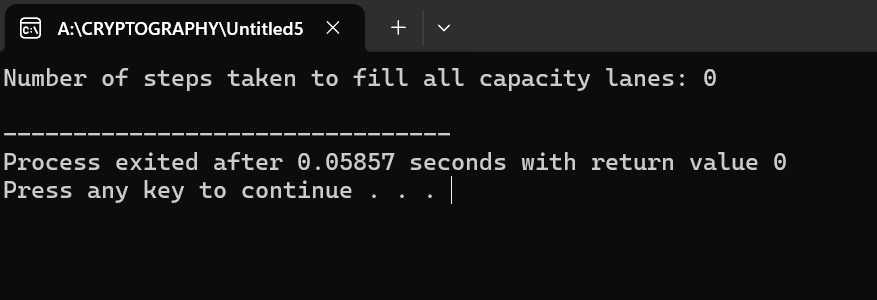 A:\CRYPTOGRAPHY\Untitled5
Number of steps taken to fill all capacity lanes: 0
--------------------------------
Process exited after 0.05857 seconds with return value 0
Press any key to continue . . .